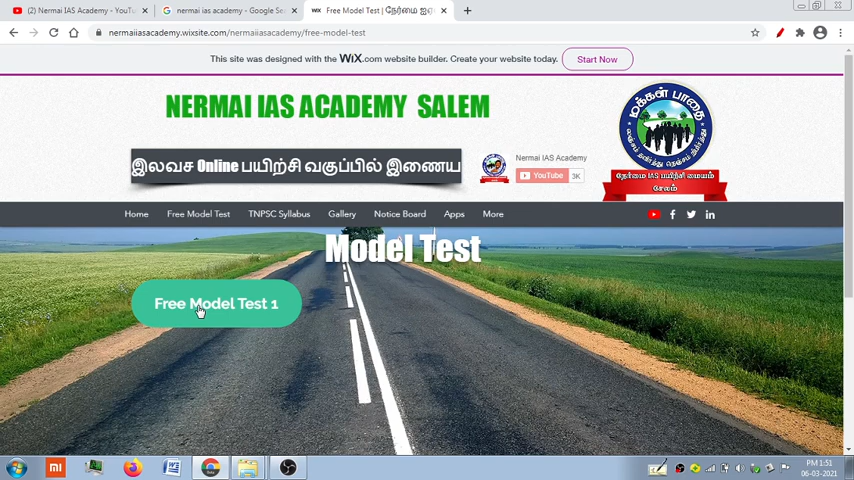 (2) Nermai IAS Academy - YouTu
nermai ias academy - Google Se
Free Model Test | நேர்மை ஐஏ
nermaiiasacademy.wixsite.com/nermaiiasacademy/free-model-test
This site was designed with the WiX.com website builder. Create your website today.
Start Now
NERMAI IAS ACADEMY SALEM
மக்கள் பாதை
இலவச Online பயிற்சி வகுப்பில் இணைய
Nermai IAS Academy
YouTube 3K
நேர்மை IAS பயிற்சி மையம்
சேலம்
Home Free Model Test TNPSC Syllabus Gallery Notice Board Apps More
Model Test
Free Model Test 1
PM 1:51
06-03-2021